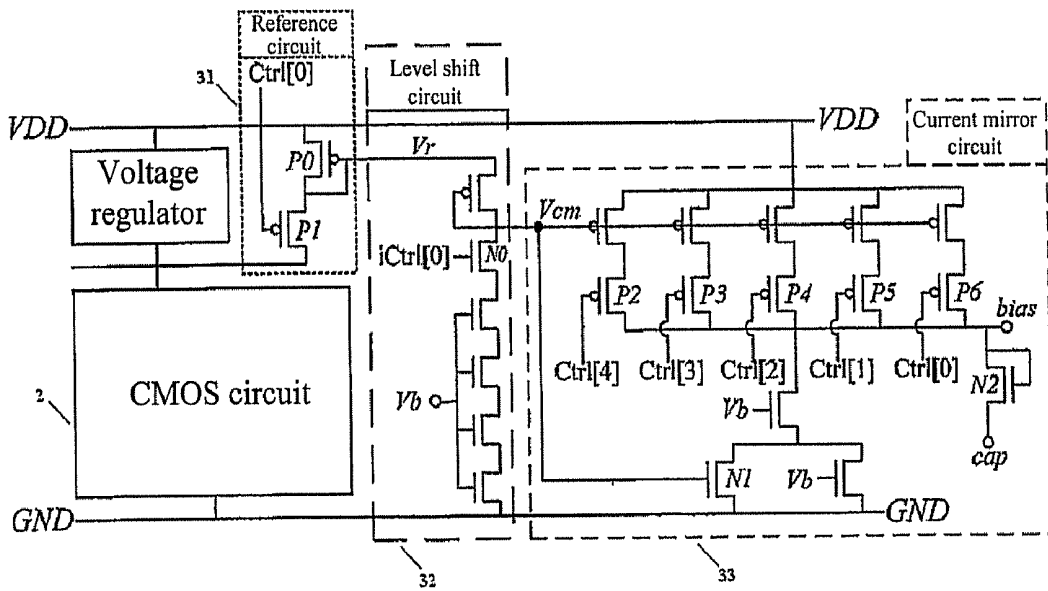 Reference
circuit
31
Ctrl[0]
Level shift
circuit
VDD
VDD
Current mirror
circuit
Voltage
regulator
P0
Vr
P1
Vcm
iCtrl[0]
N0
P2
P3
P4
P5
P6
bias
Ctrl[4]
Ctrl[3]
Ctrl[2]
Ctrl[1]
Ctrl[0]
N2
2
CMOS circuit
Vb
Vb
cap
N1
Vb
GND
GND
32
33